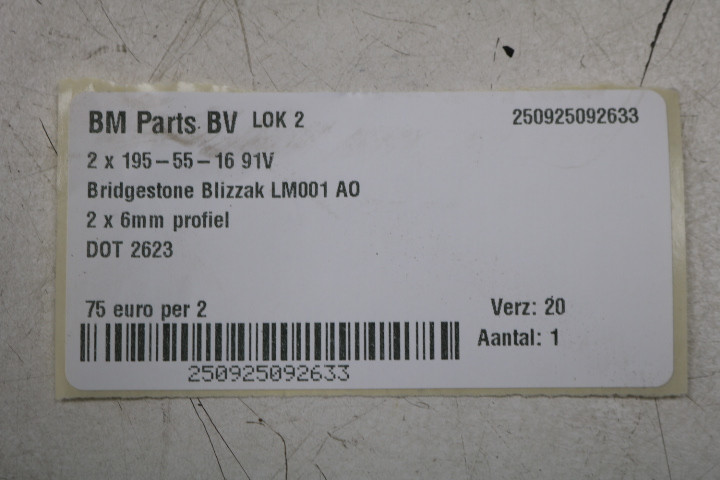 BM Parts BV LOK 2 250925092633
2 x 195-55-16 91V
Bridgestone Blizzak LM001 AO
2 x 6mm profiel
DOT 2623
75 euro per 2 Verz: 20
Aantal: 1
250925092633